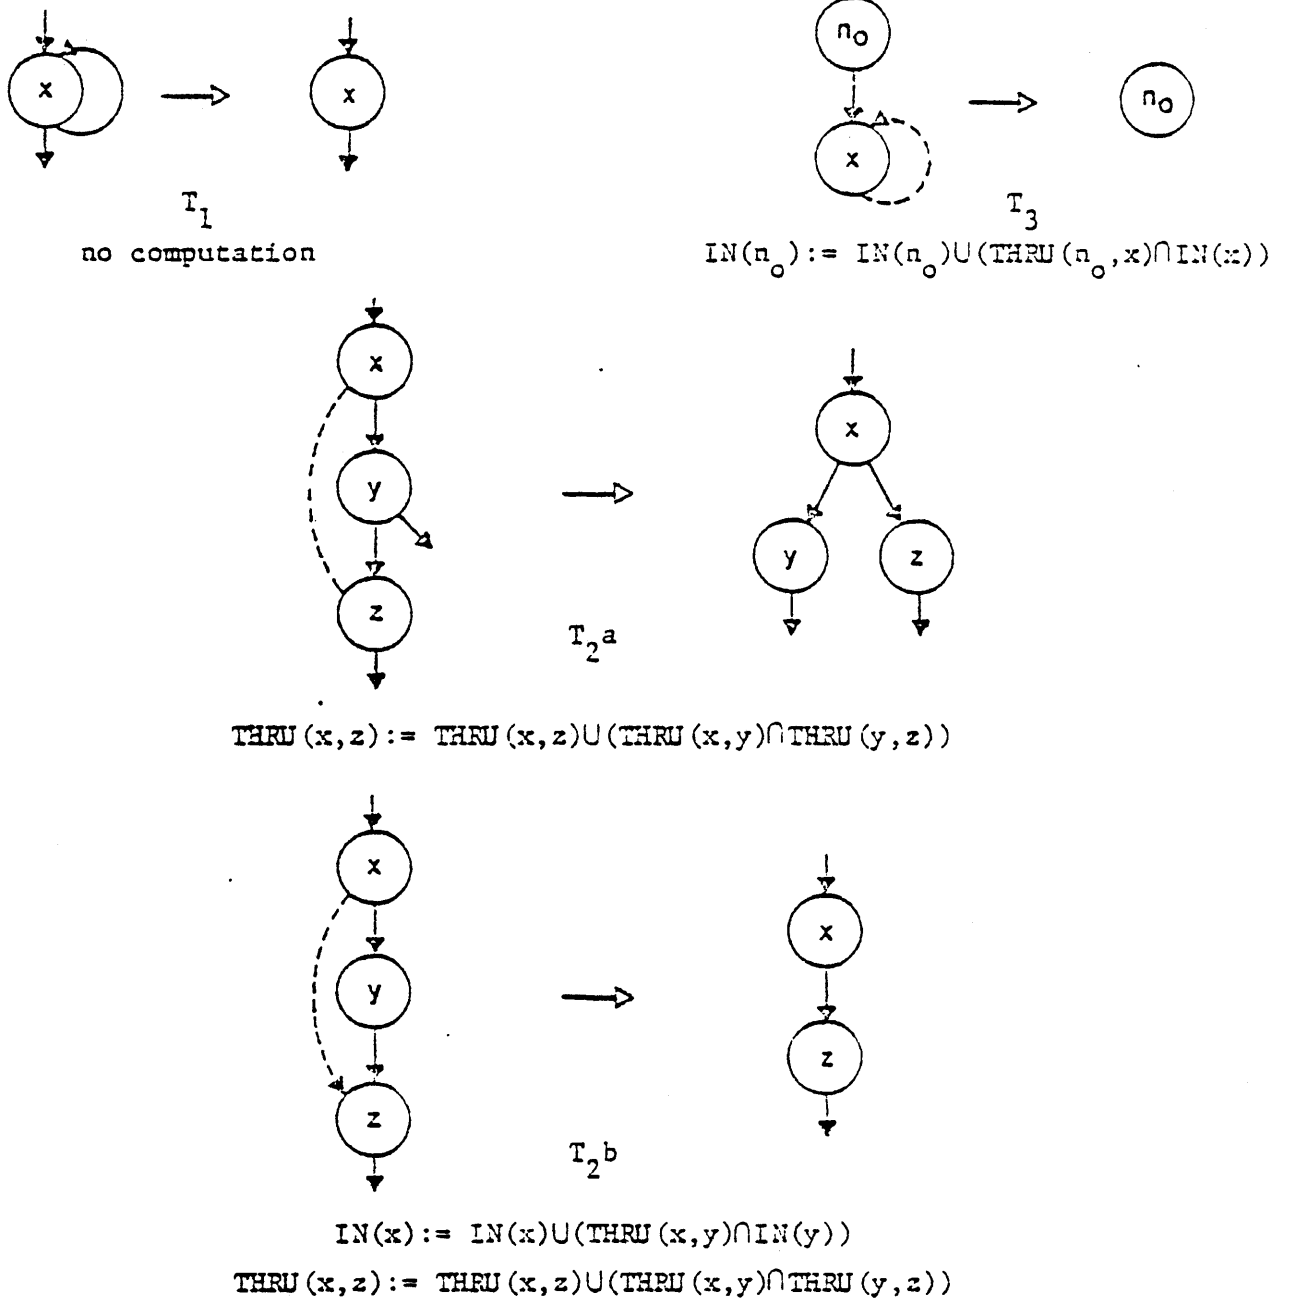 x
x
T₁
no computation
n₀
x
n₀
T₃
IN(n₀):= IN(n₀)∪(THRU(n₀,x)∩IN(x))
x
y
z
x
y
z
T₂a
THRU(x,z):= THRU(x,z)∪(THRU(x,y)∩THRU(y,z))
x
y
z
x
z
T₂b
IN(x):= IN(x)∪(THRU(x,y)∩IN(y))
THRU(x,z):= THRU(x,z)∪(THRU(x,y)∩THRU(y,z))